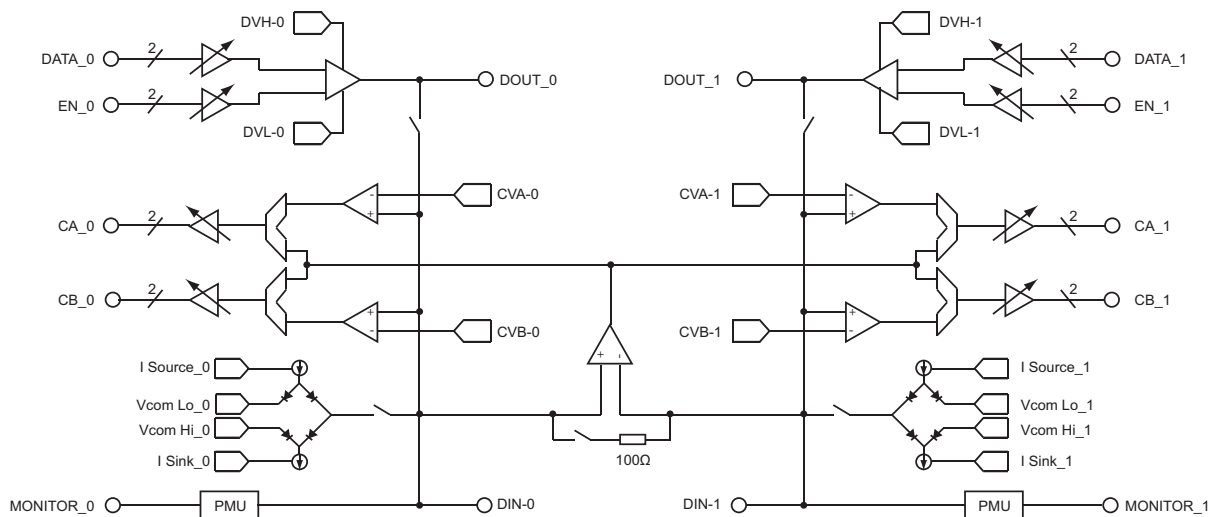 DVH-0
DVH-1
DATA_0
2
2
DATA_1
DOUT_0
DOUT_1
EN_0
2
2
EN_1
DVL-0
DVL-1
CVA-0
CVA-1
-
+
-
+
CA_0
2
2
CA_1
CB_0
2
2
CB_1
+
-
+
-
CVB-0
CVB-1
+ -
I Source_0
I Source_1
Vcom Lo_0
Vcom Lo_1
Vcom Hi_0
Vcom Hi_1
I Sink_0
100Ω
I Sink_1
MONITOR_0
PMU
DIN-0
DIN-1
PMU
MONITOR_1